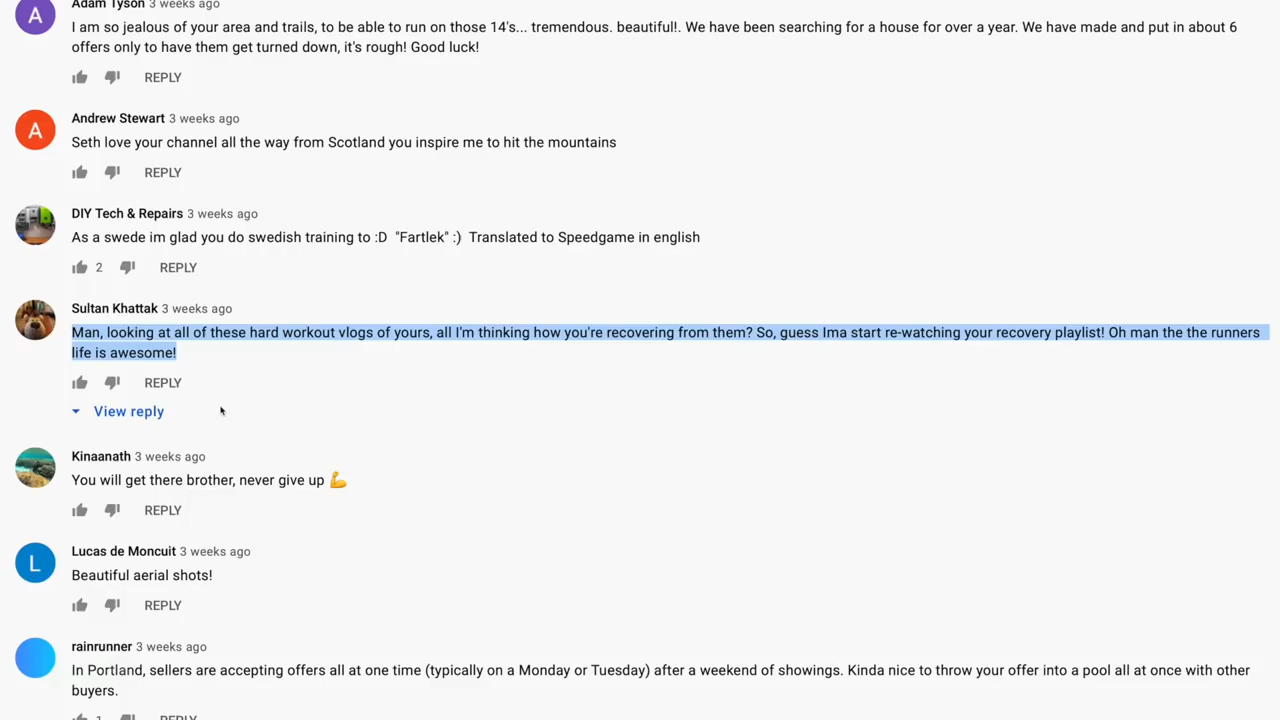 Adam Tyson 3 weeks ago
A
I am so jealous of your area and trails, to be able to run on those 14's... tremendous. beautiful!. We have been searching for a house for over a year. We have made and put in about 6
offers only to have them get turned down, it's rough! Good luck!
REPLY
Andrew Stewart 3 weeks ago
A
Seth love your channel all the way from Scotland you inspire me to hit the mountains
REPLY
DIY Tech & Repairs 3 weeks ago
As a swede im glad you do swedish training to :D "Fartlek" :) Translated to Speedgame in english
2 REPLY
Sultan Khattak 3 weeks ago
Man, looking at all of these hard workout vlogs of yours, all I'm thinking how you're recovering from them? So, guess Ima start re-watching your recovery playlist! Oh man the the runners
life is awesome!
REPLY
View reply
Kinaanath 3 weeks ago
You will get there brother, never give up 💪
REPLY
Lucas de Moncuit 3 weeks ago
L
Beautiful aerial shots!
REPLY
rainrunner 3 weeks ago
In Portland, sellers are accepting offers all at one time (typically on a Monday or Tuesday) after a weekend of showings. Kinda nice to throw your offer into a pool all at once with other
buyers.
1 REPLY